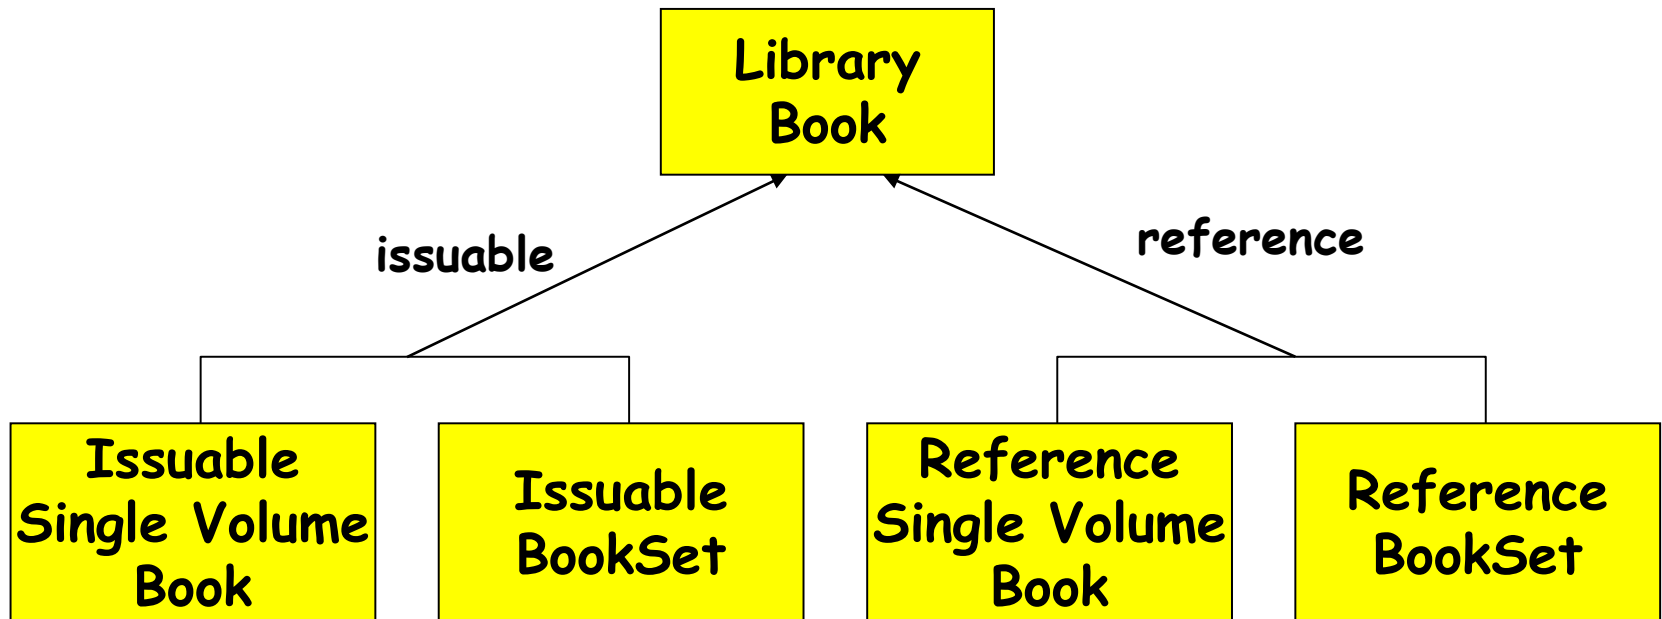 Library
Book
issuable
reference
Issuable
Single Volume
Book
Issuable
BookSet
Reference
Single Volume
Book
Reference
BookSet